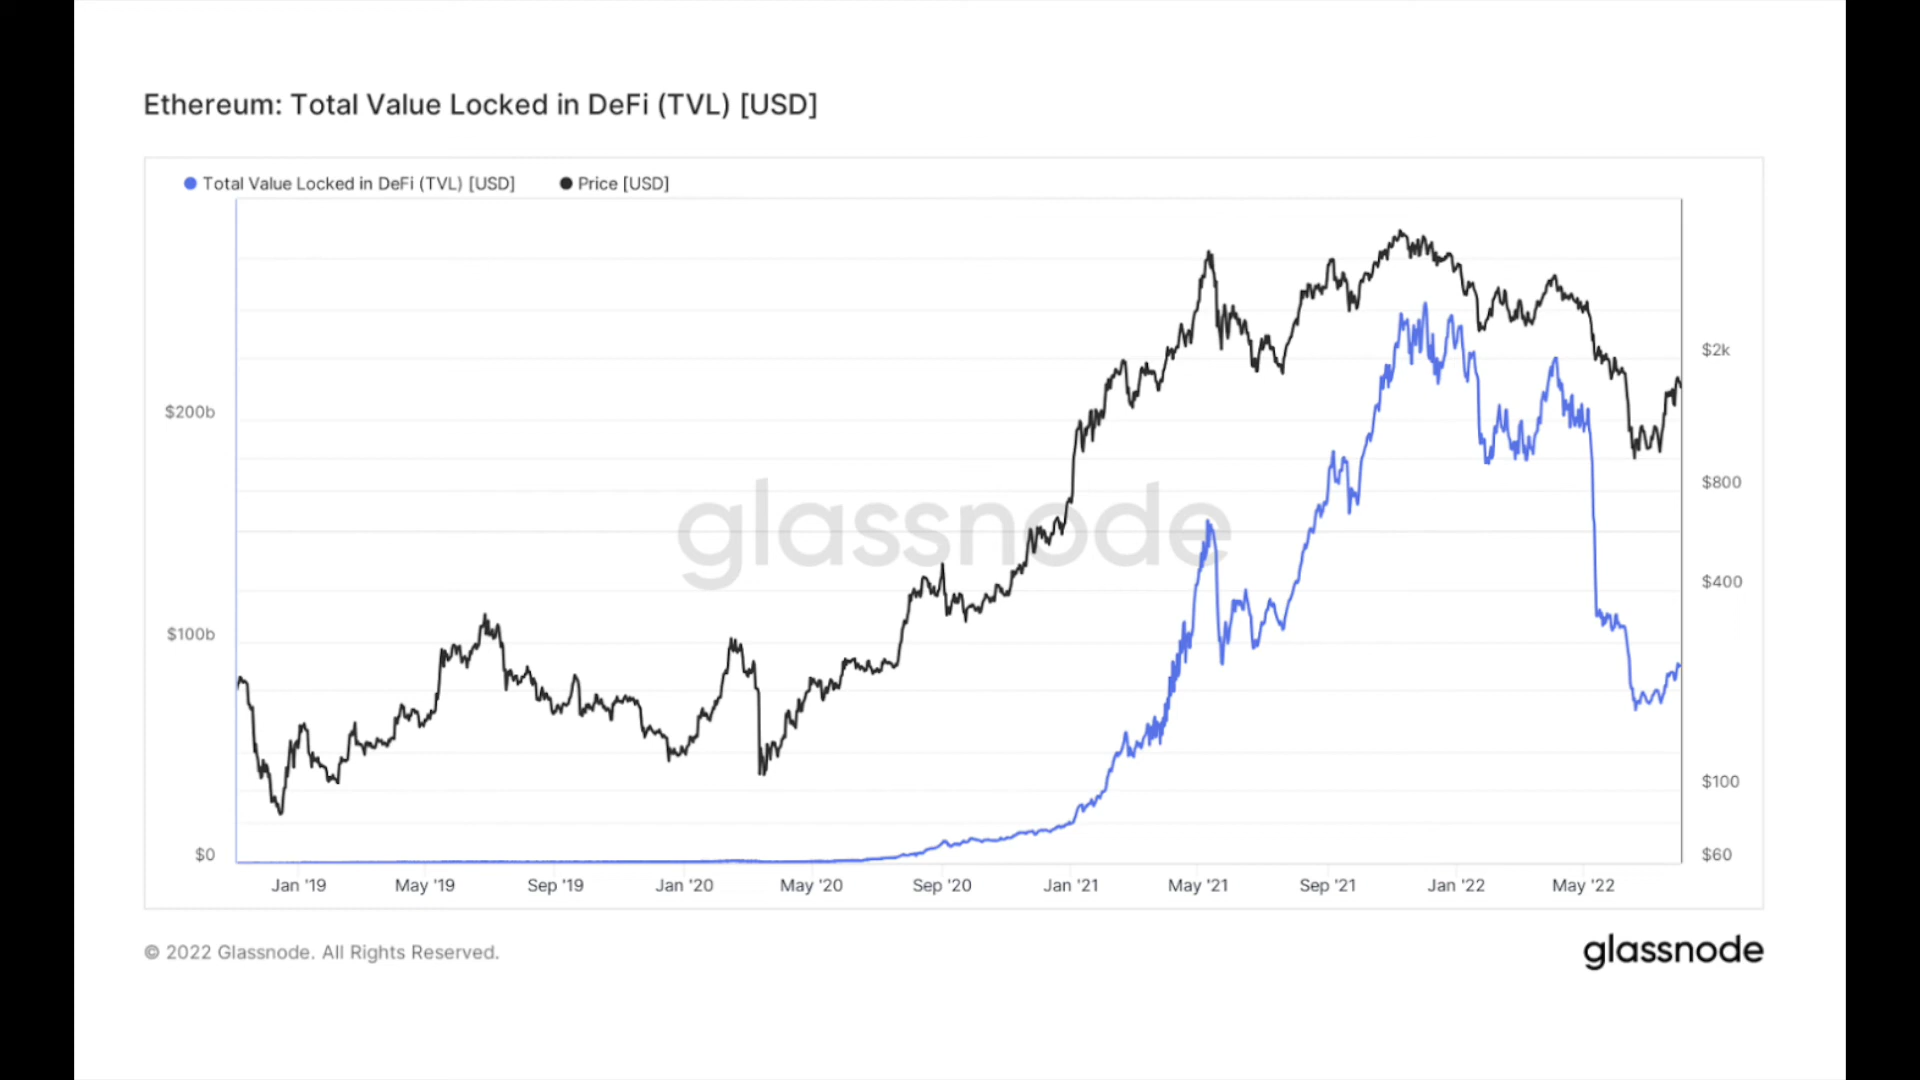 Ethereum: Total Value Locked in DeFi (TVL) [USD]
Total Value Locked in DeFi (TVL) [USD] Price [USD]
$200b
$100b
$0
$2k
$800
$400
$100
$60
glassnode
Jan '19 May '19 Sep '19 Jan '20 May '20 Sep '20 Jan '21 May '21 Sep '21 Jan '22 May '22
© 2022 Glassnode. All Rights Reserved.
glassnode